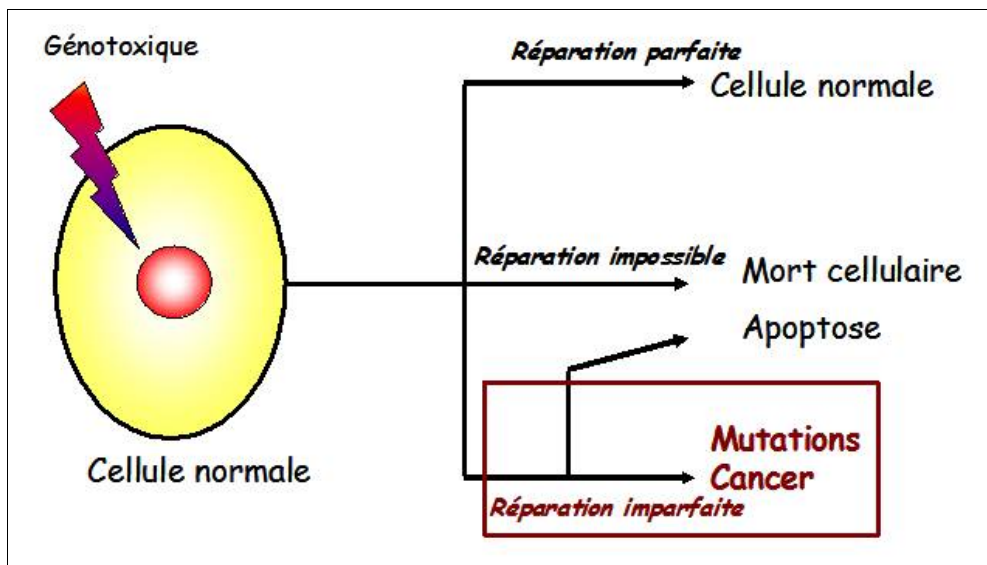 Génotoxique
Réparation parfaite
Cellule normale
Réparation impossible
Mort cellulaire
Apoptose
Mutations
Cancer
Cellule normale
Réparation imparfaite